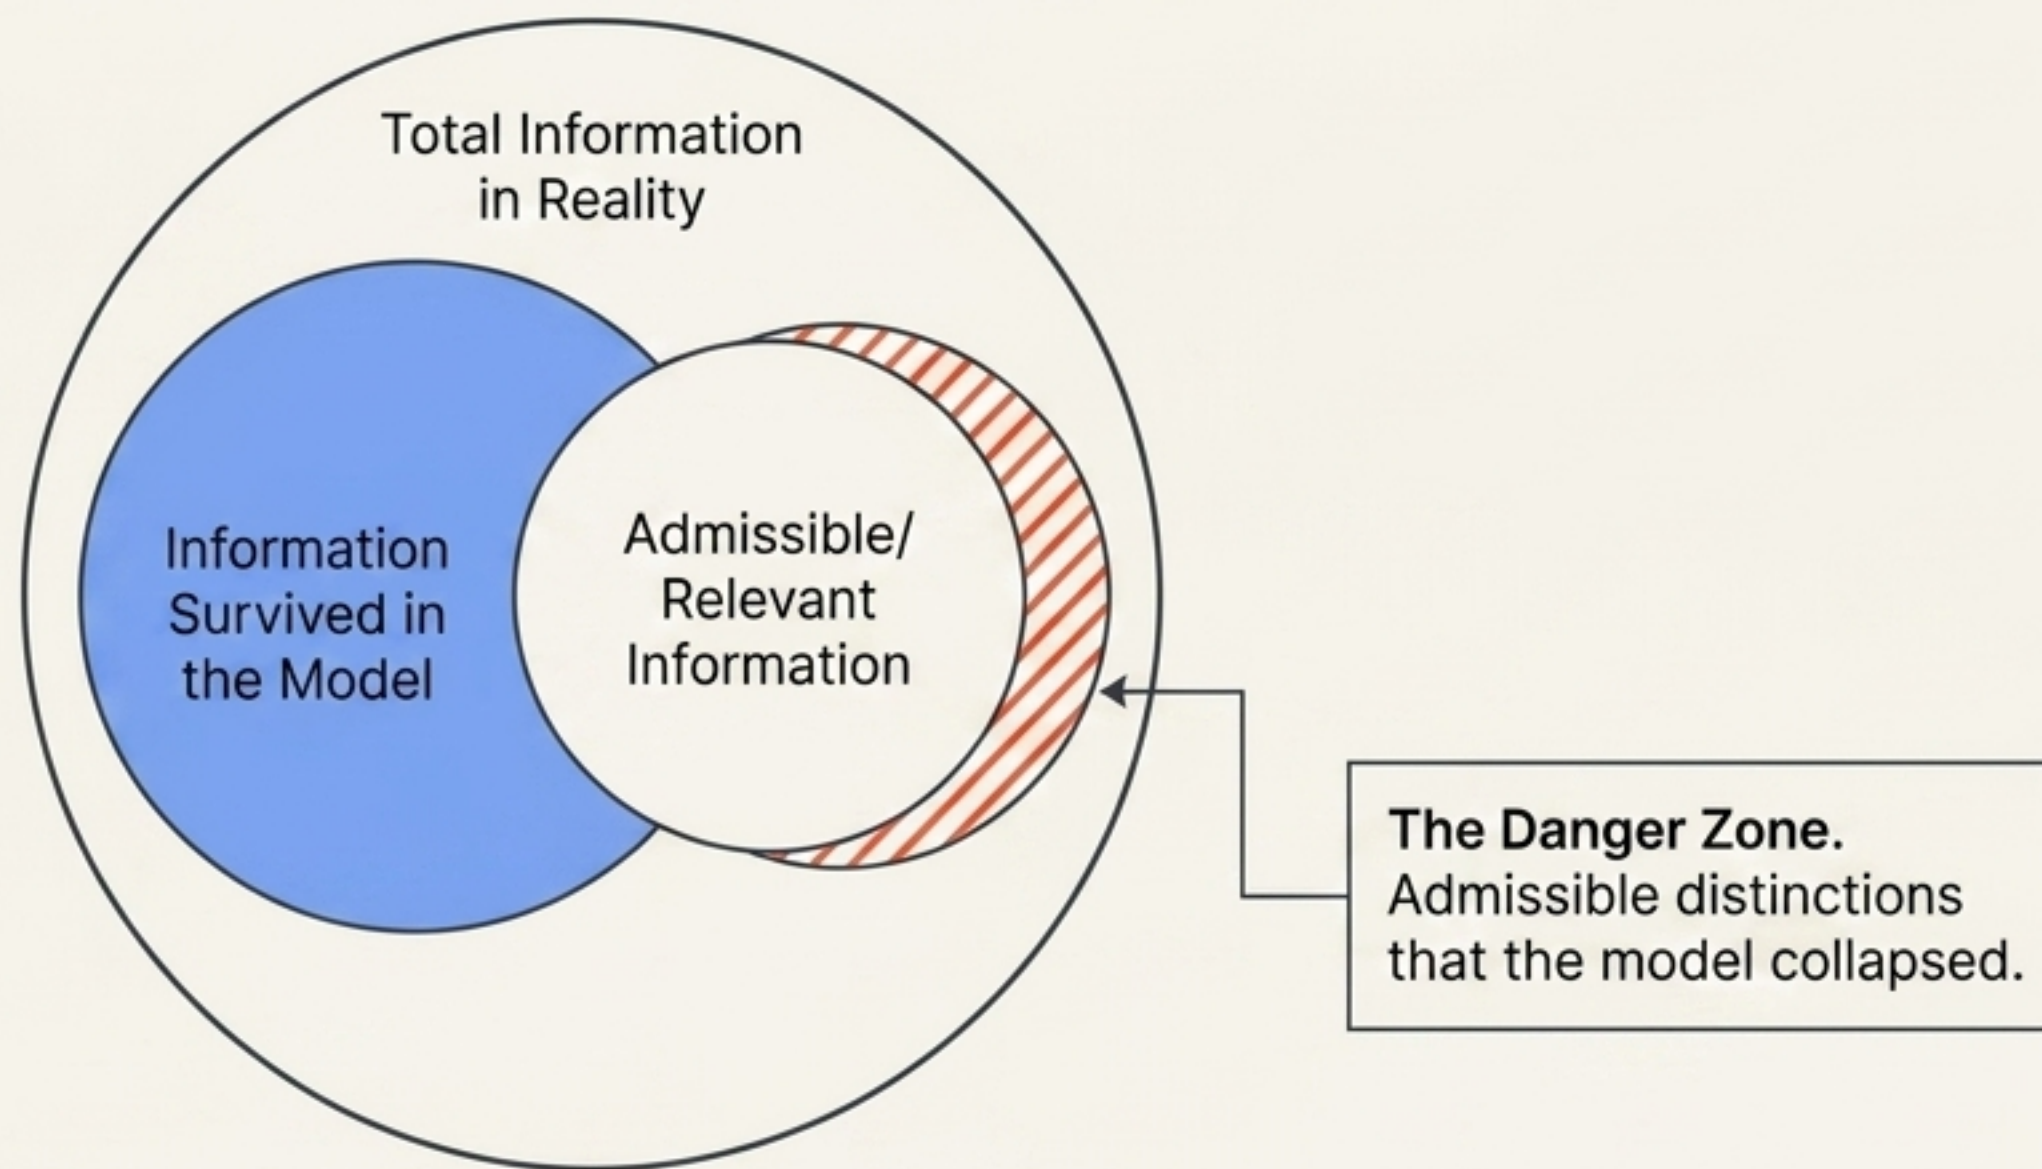 Total Information
in Reality
Information
Survived in
the Model
Admissible/
Relevant
Information
The Danger Zone.
Admissible distinctions
that the model collapsed.